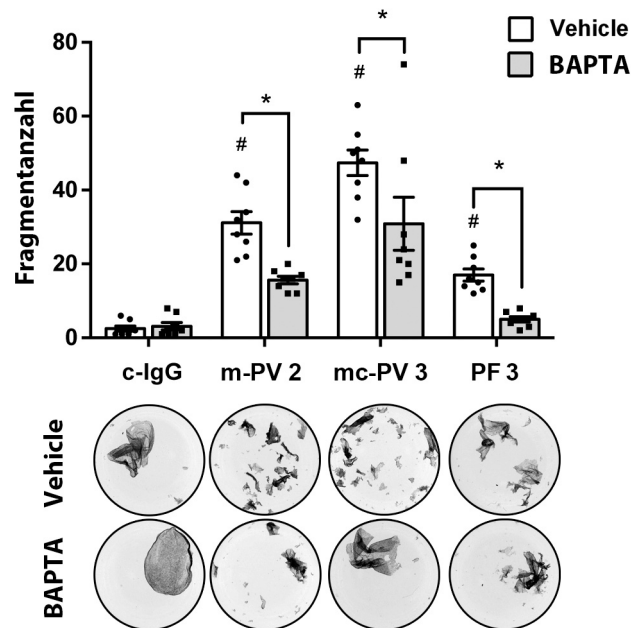 Vehicle
BAPTA
Fragmentanzahl
80
60
40
20
0
*
#
*
#
*
#
c-IgG
m-PV 2
mc-PV 3
PF 3
Vehicle
BAPTA